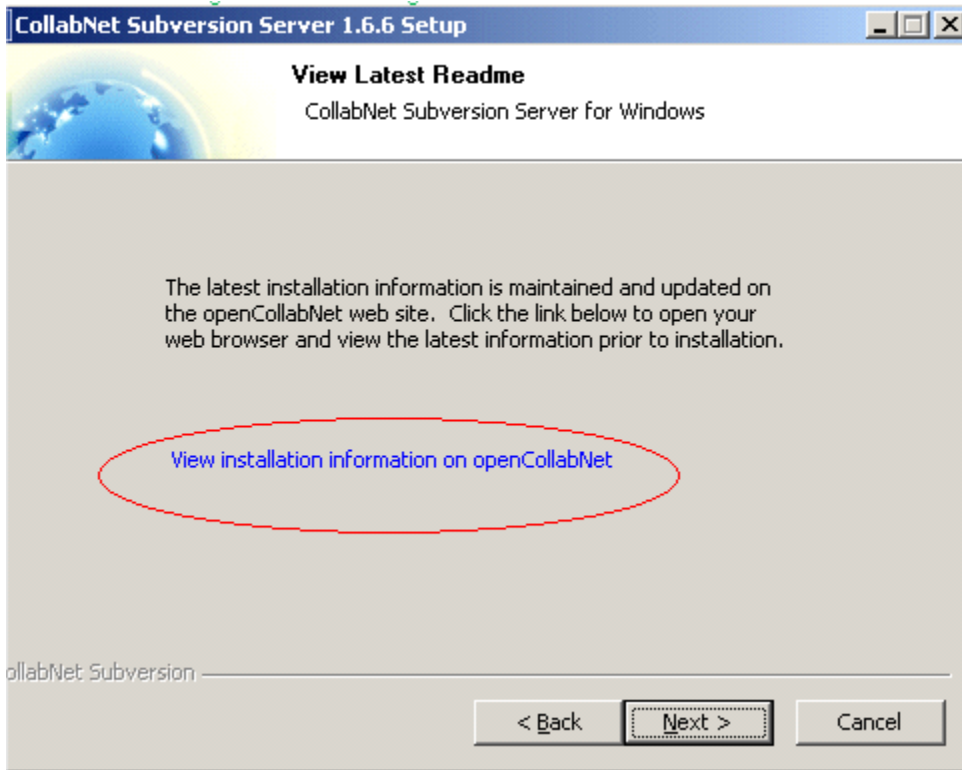 CollabNet Subversion Server 1.6.6 Setup
View Latest Readme
CollabNet Subversion Server for Windows
The latest installation information is maintained and updated on
the openCollabNet web site.  Click the link below to open your
web browser and view the latest information prior to installation.
View installation information on openCollabNet
ollabNet Subversion
< Back
Next >
Cancel